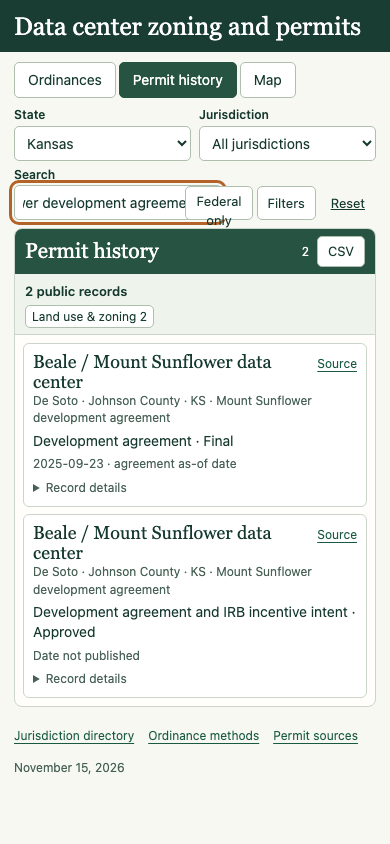 Data center zoning and permits
Ordinances
Permit history
Map
State
Jurisdiction
Kansas
All jurisdictions
Search
development agreeme
Federal only
Filters
Reset
Permit history
2
CSV
2 public records
Land use & zoning 2
Beale / Mount Sunflower data
center
Source
De Soto · Johnson County · KS · Mount Sunflower
development agreement
Development agreement · Final
2025-09-23 · agreement as-of date
Record details
Beale / Mount Sunflower data
center
Source
De Soto · Johnson County · KS · Mount Sunflower
development agreement
Development agreement and IRB incentive intent ·
Approved
Date not published
Record details
Jurisdiction directory
Ordinance methods
Permit sources
November 15, 2026